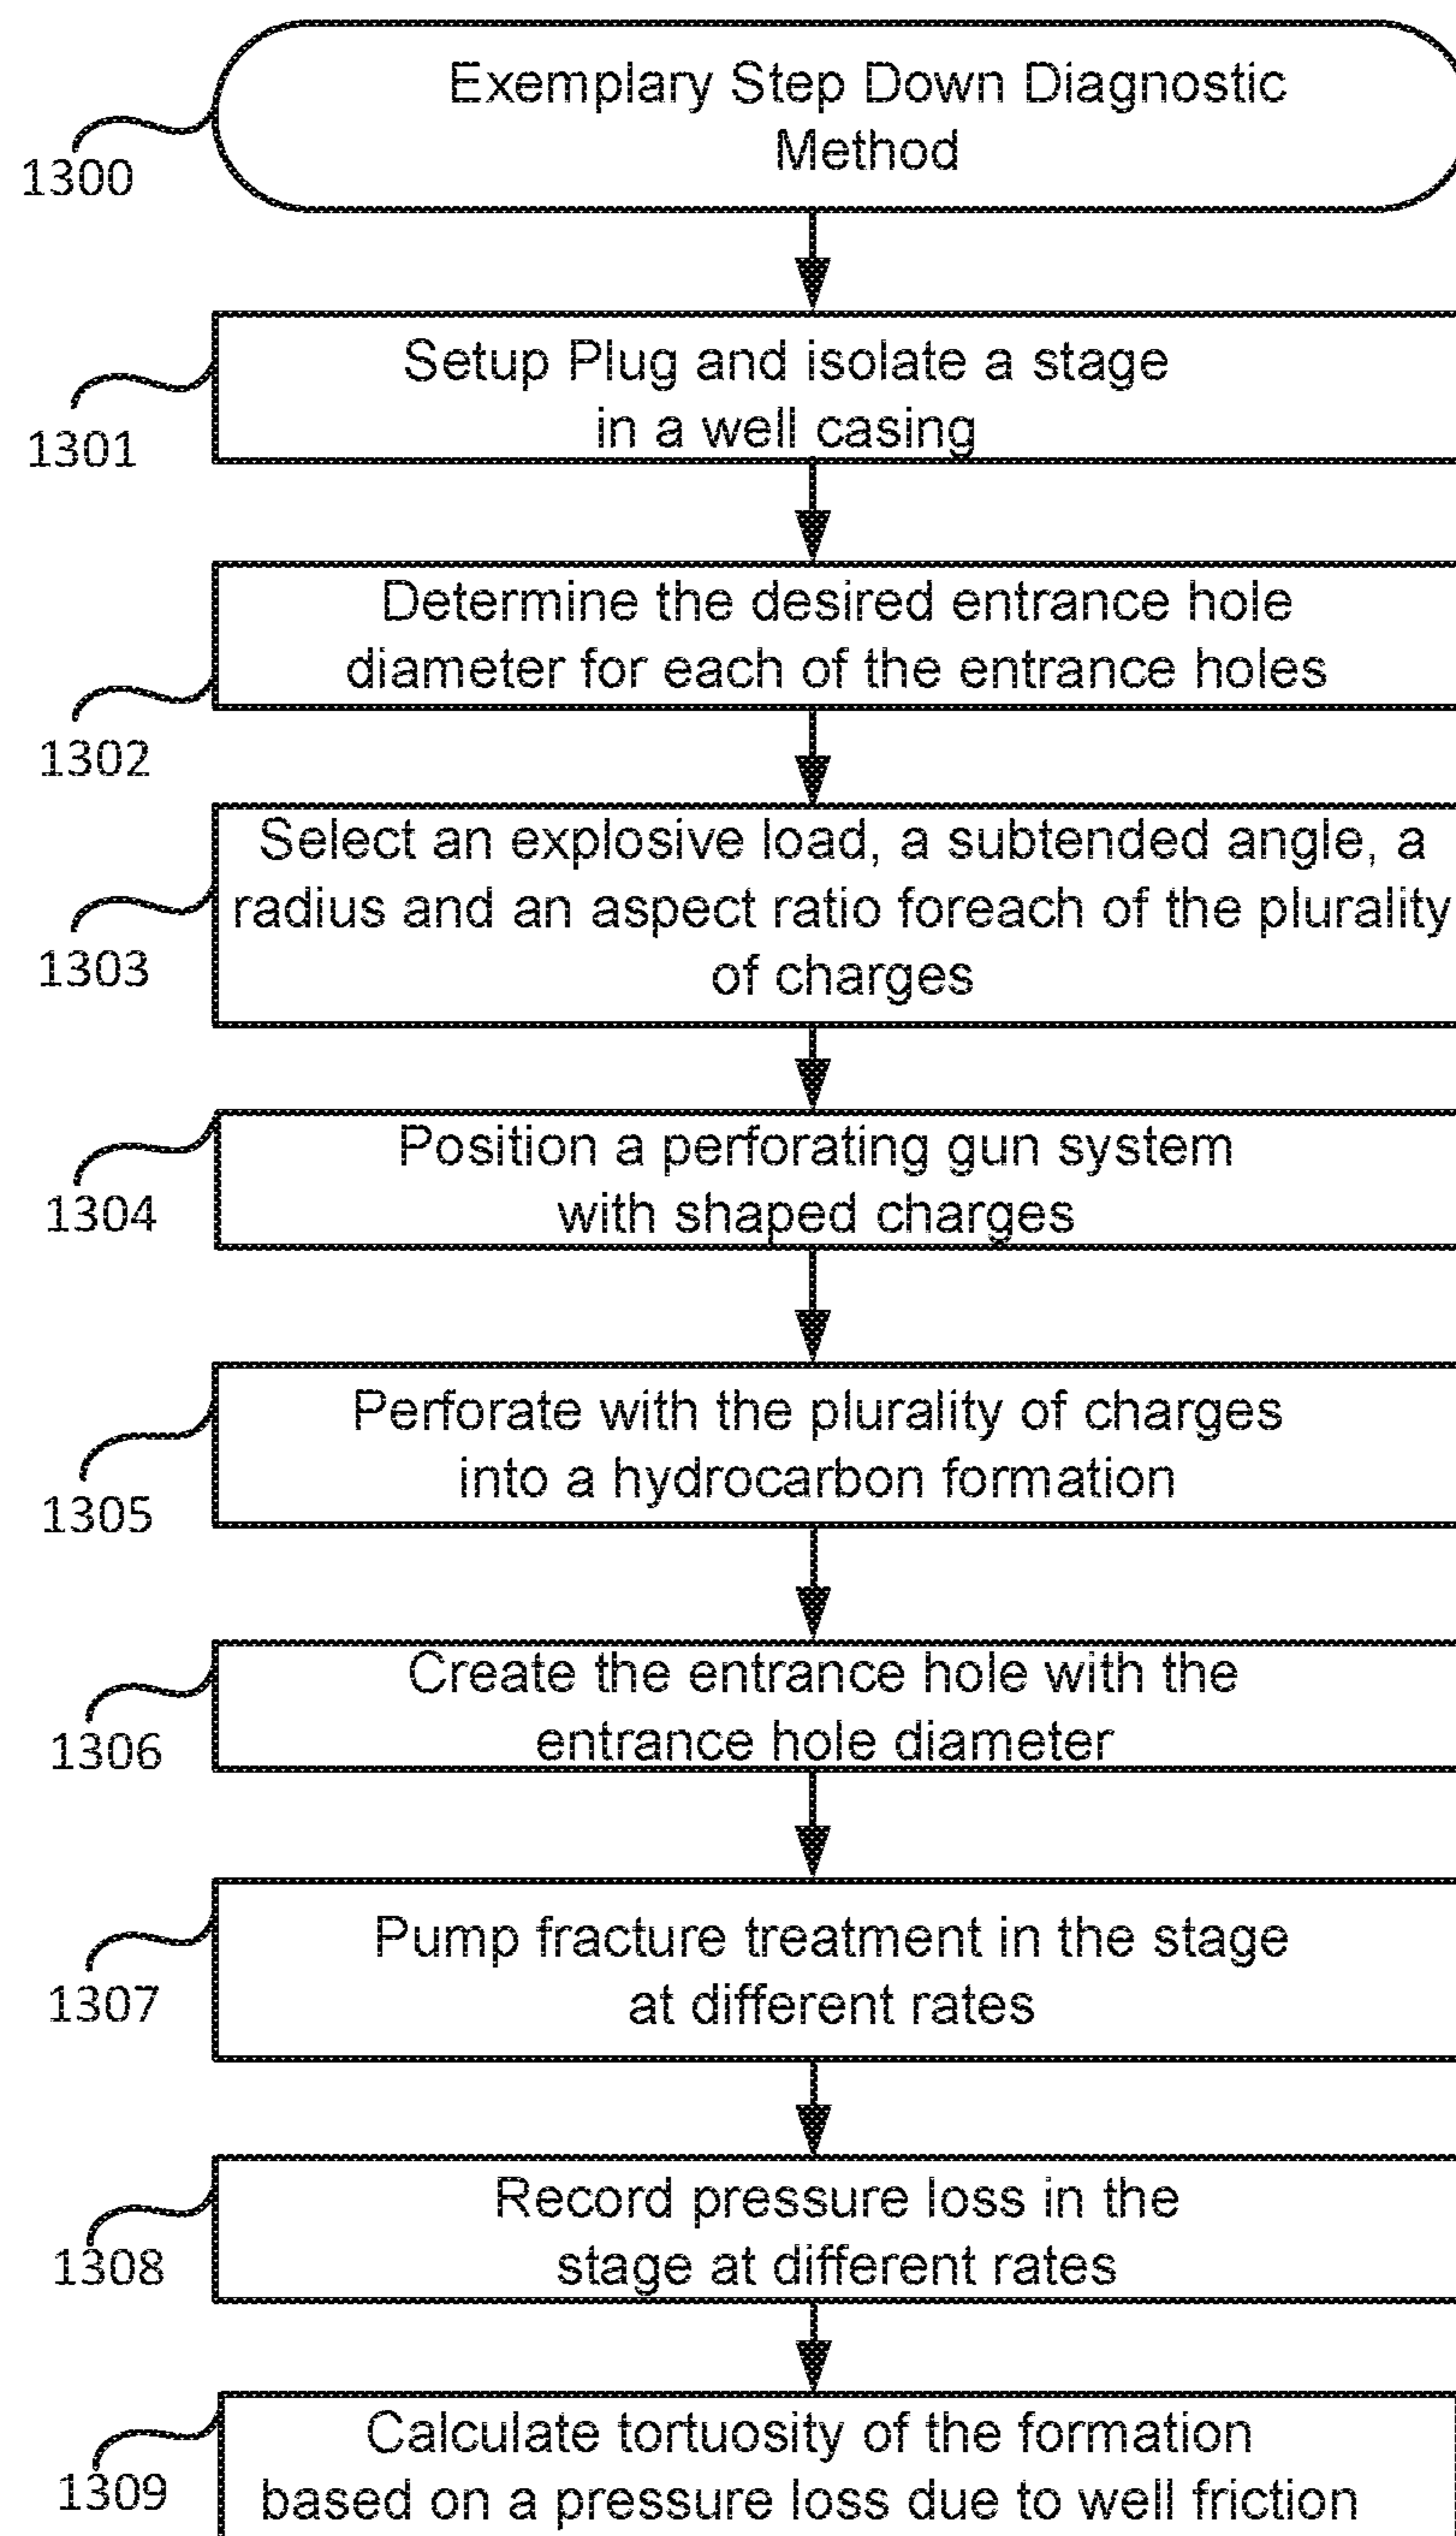 Exemplary Step Down Diagnostic
Method
1300
Setup Plug and isolate a stage
in a well casing
1301
Determine the desired entrance hole
diameter for each of the entrance holes
1302
Select an explosive load, a subtended angle, a
radius and an aspect ratio foreach of the plurality
of charges
1303
Position a perforating gun system
with shaped charges
1304
Perforate with the plurality of charges
into a hydrocarbon formation
1305
Create the entrance hole with the
entrance hole diameter
1306
Pump fracture treatment in the stage
at different rates
1307
Record pressure loss in the
stage at different rates
1308
Calculate tortuosity of the formation
based on a pressure loss due to well friction
1309